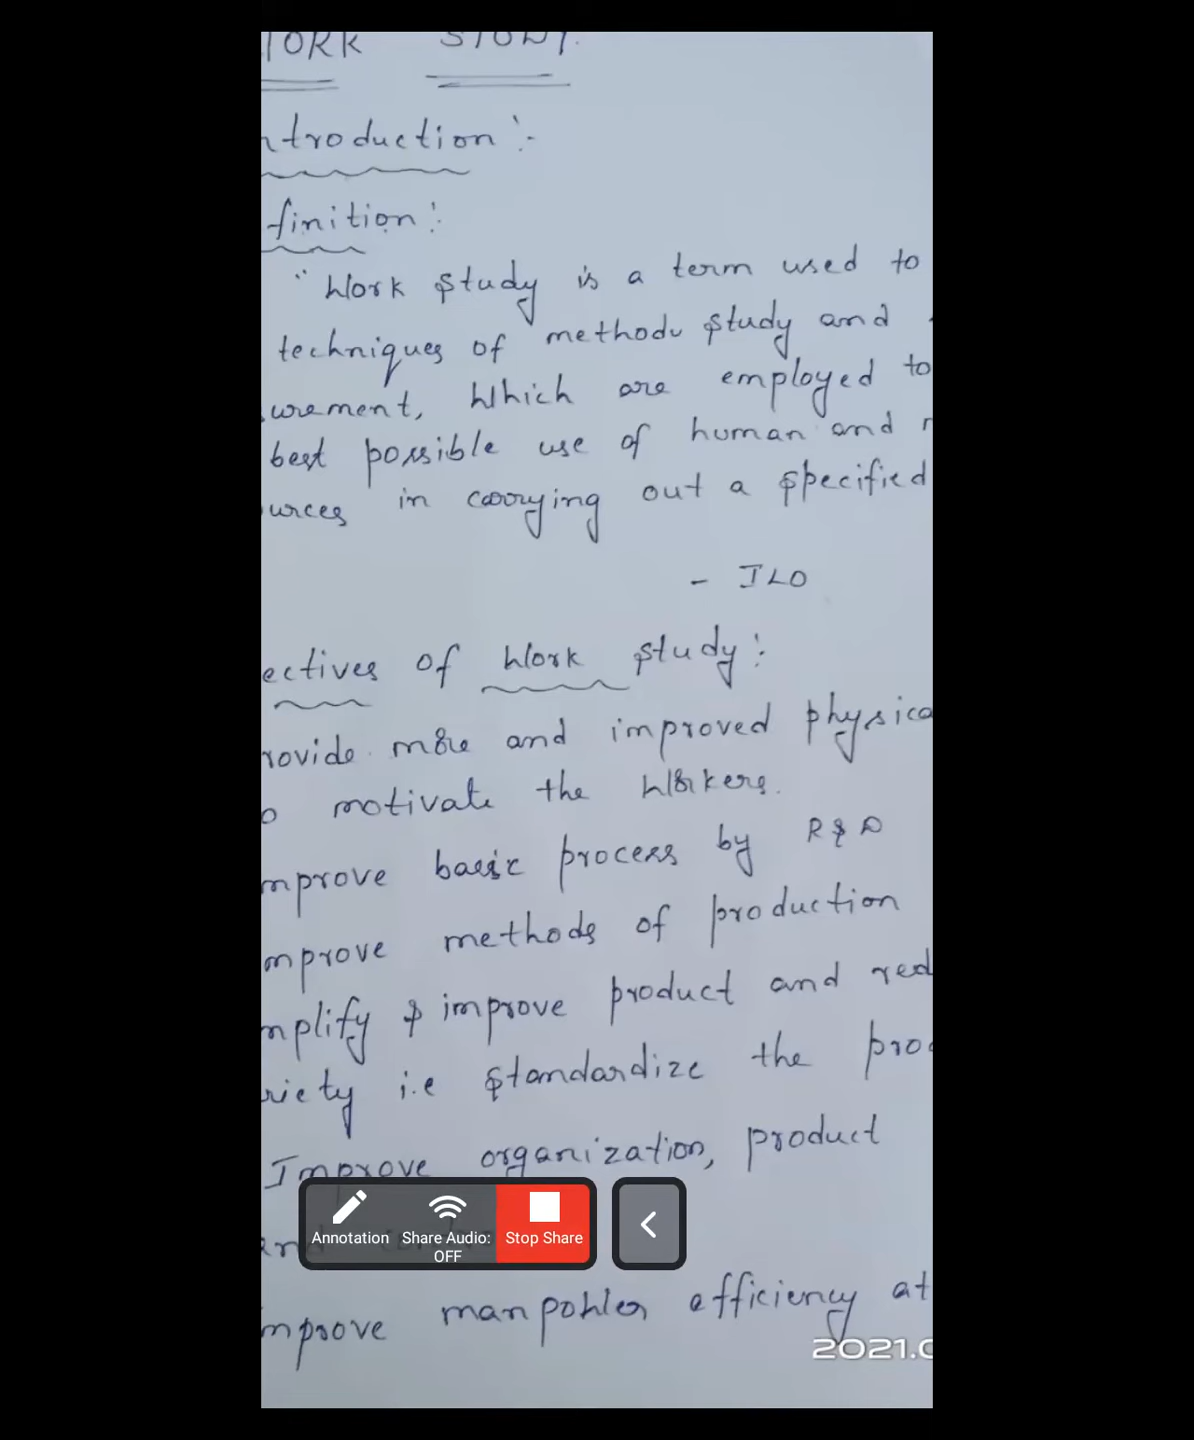 WORK STUDY.
ntroduction :-
finition :
"Work study is a term used to
techniques of method study and
urement, Which are employed to
best possible use of human and
urces in carrying out a specified
- ILO
ectives of Work study :
rovide more and improved physica
o motivate the Workers.
mprove basic process by R & D
mprove methods of production
mplify & improve product and red
riety i.e standardize the pro
Improve organization, product
Annotation Share Audio: OFF Stop Share
mprove manpower efficiency at
2021.0